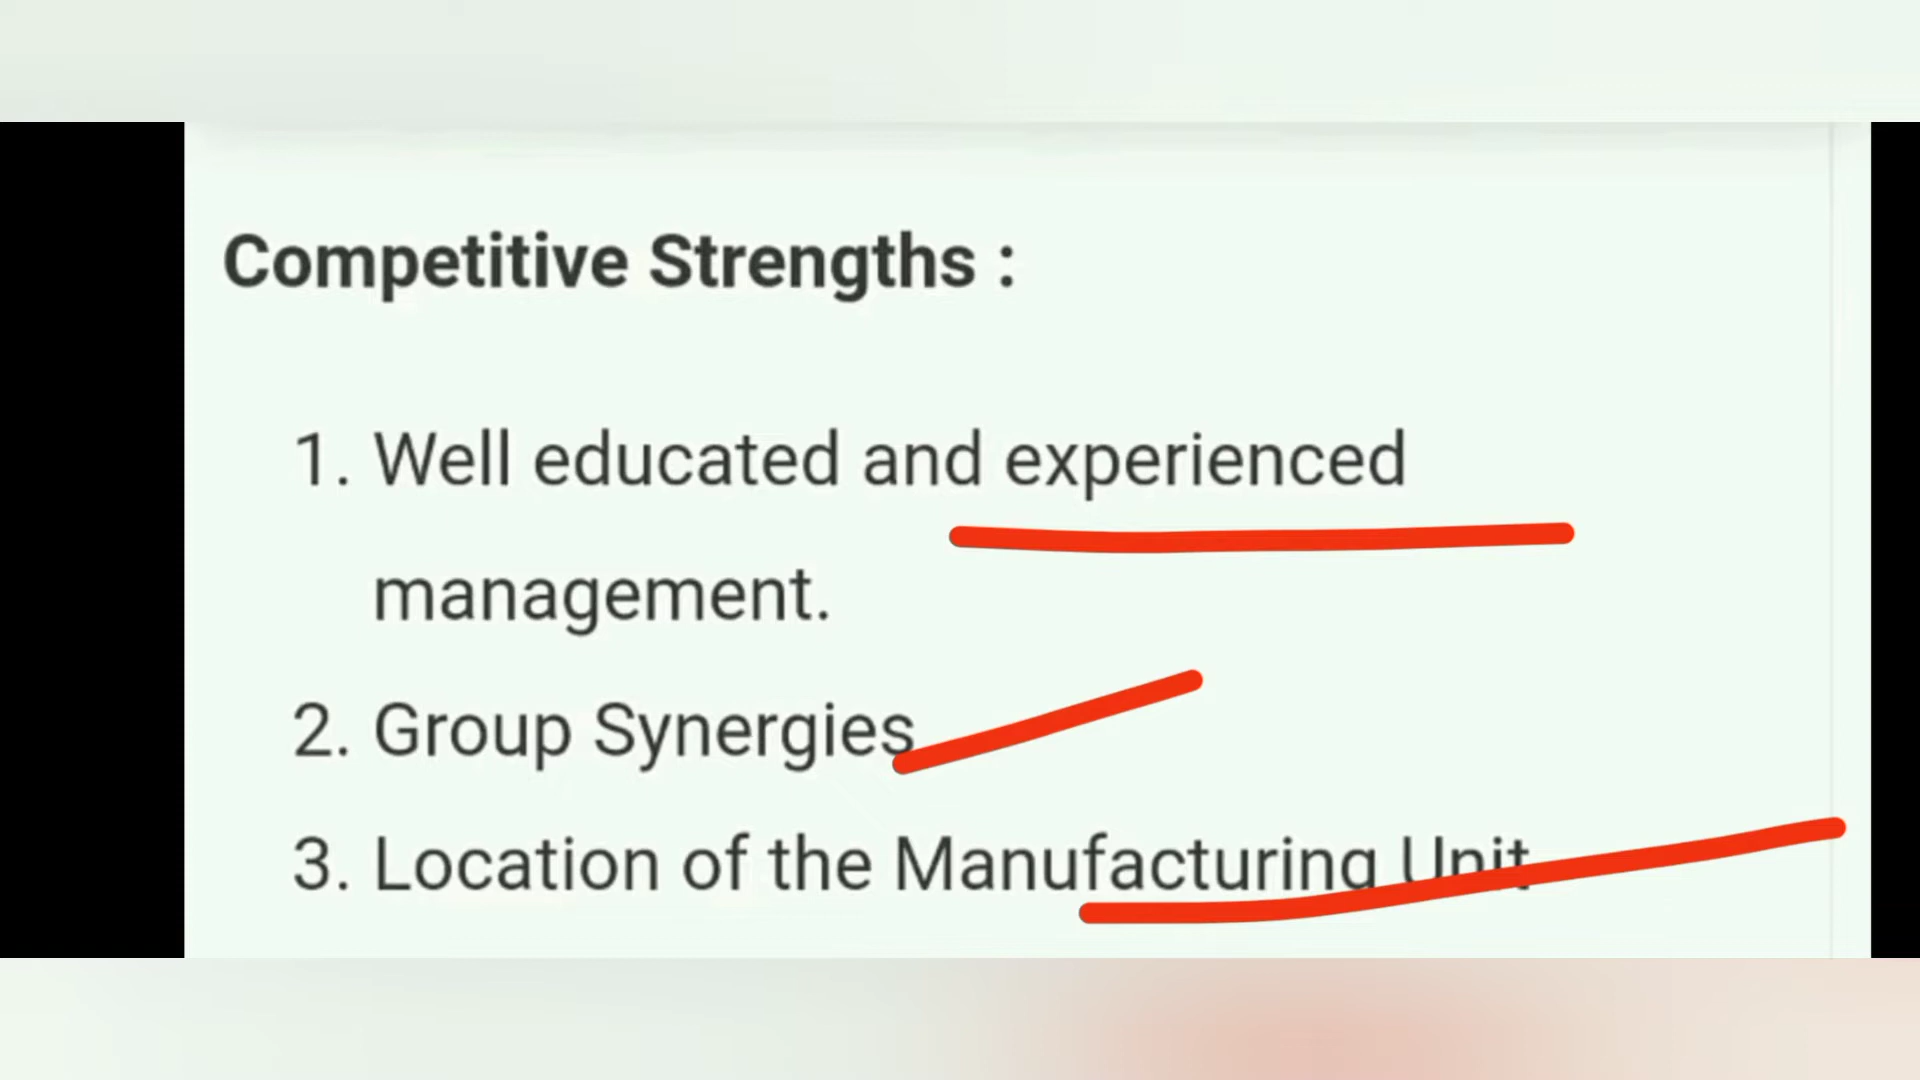 Competitive Strengths :
1. Well educated and experienced
management.
2. Group Synergies
3. Location of the Manufacturing Unit